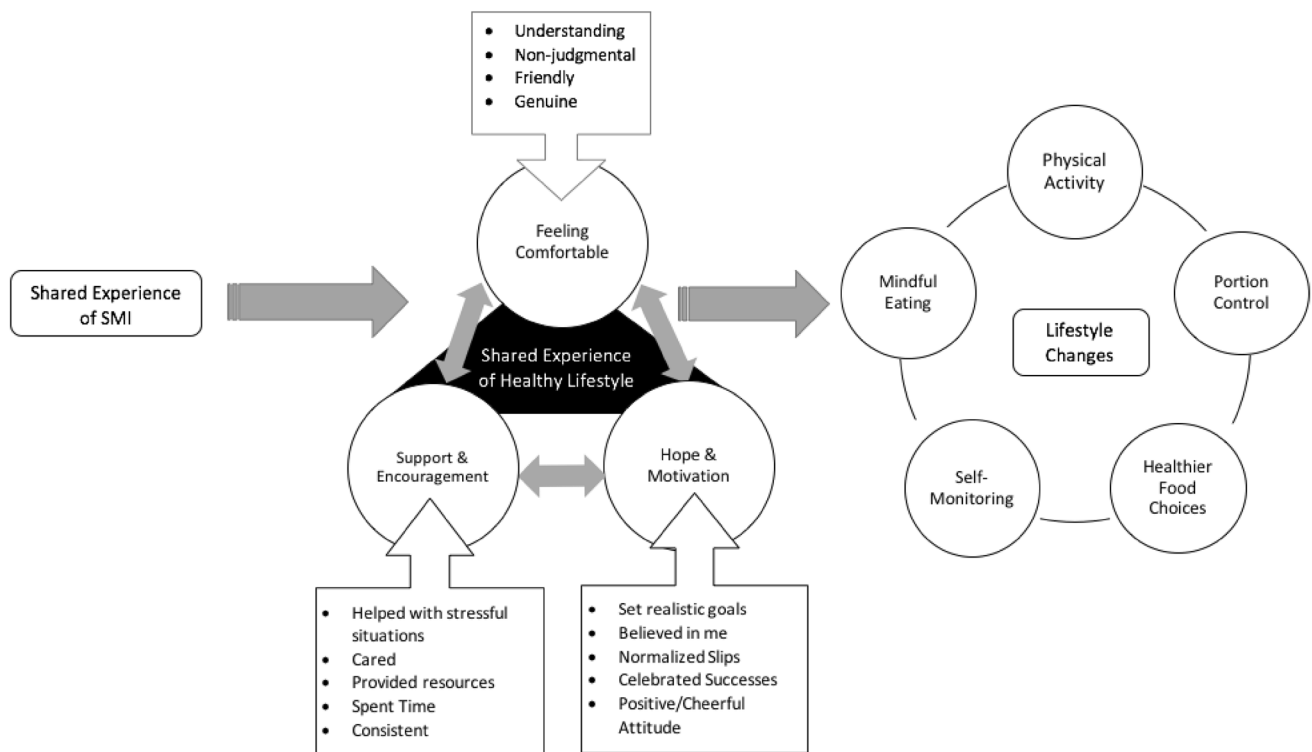 • Understanding
• Non-judgmental
• Friendly
• Genuine
Feeling
Comfortable
Shared Experience
of SMI
Shared Experience
of Healthy Lifestyle
Support &
Encouragement
Hope &
Motivation
• Helped with stressful
situations
• Cared
• Provided resources
• Spent Time
• Consistent
• Set realistic goals
• Believed in me
• Normalized Slips
• Celebrated Successes
• Positive/Cheerful
Attitude
Physical
Activity
Mindful
Eating
Portion
Control
Lifestyle
Changes
Self-
Monitoring
Healthier
Food
Choices